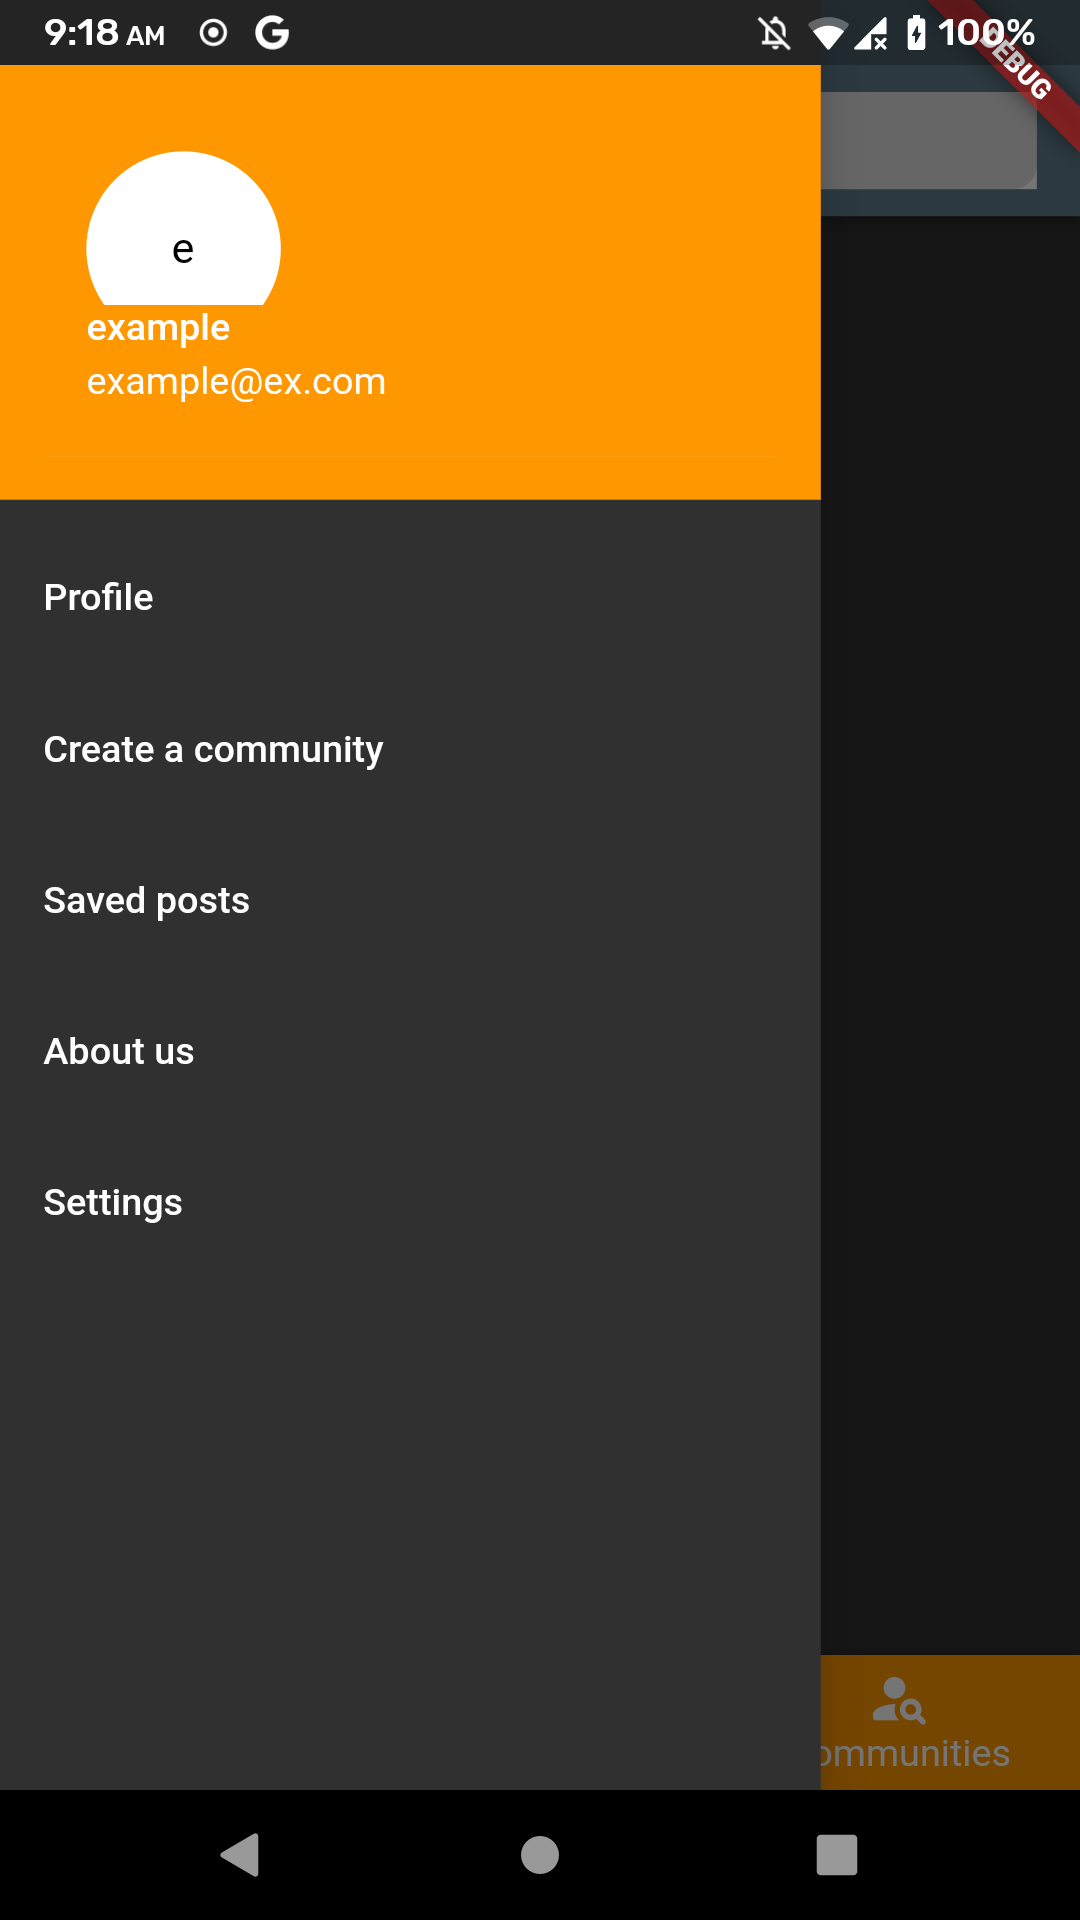 9:18 AM
100%
DEBUG
e
example
example@ex.com
Profile
Create a community
Saved posts
About us
Settings
ommunities